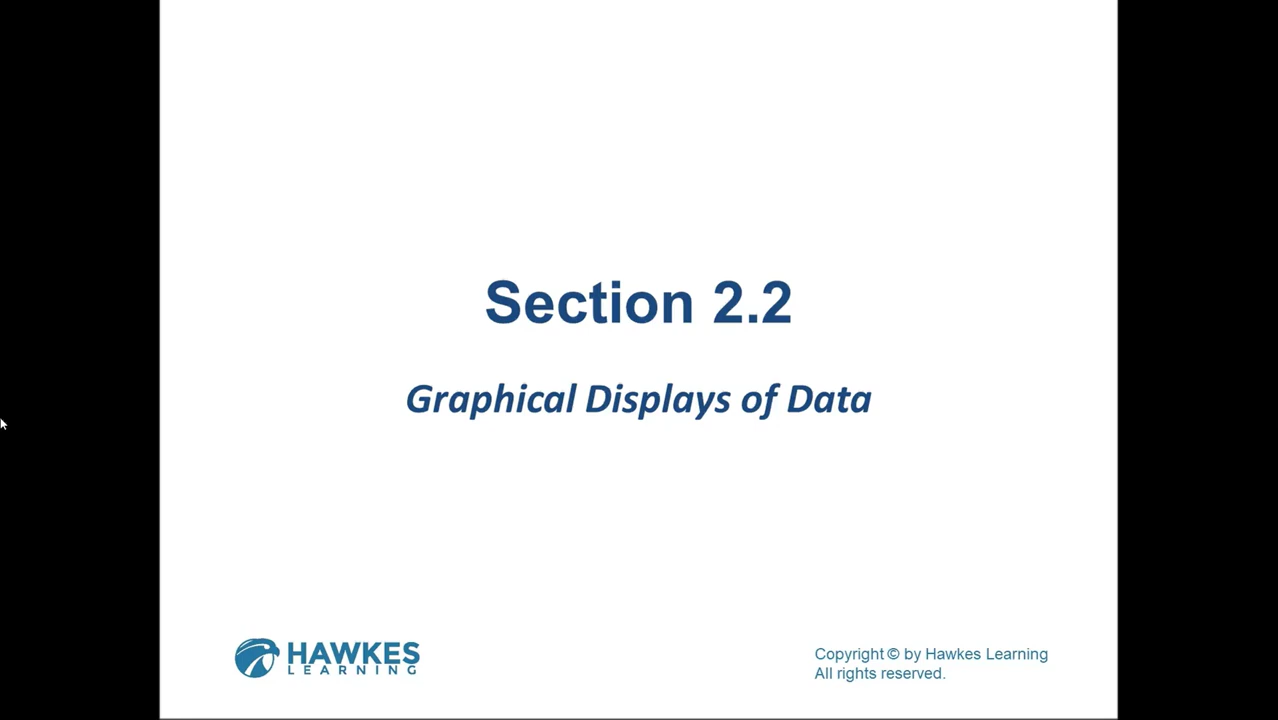 Section 2.2
Graphical Displays of Data
HAWKES
LEARNING
Copyright © by Hawkes Learning
All rights reserved.